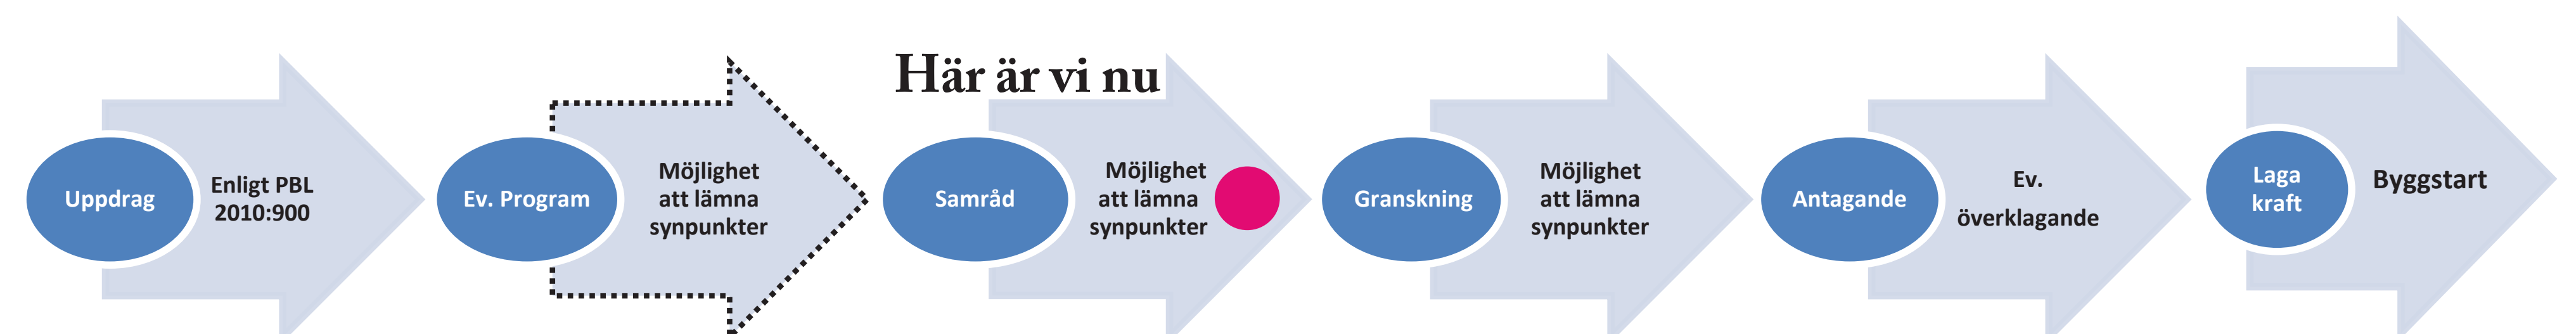 Här är vi nu
Uppdrag
Enligt PBL
2010:900
Ev. Program
Möjlighet
att lämna
synpunkter
Samråd
Möjlighet
att lämna
synpunkter
Granskning
Möjlighet
att lämna
synpunkter
Antagande
Ev.
överklagande
Laga
kraft
Byggstart